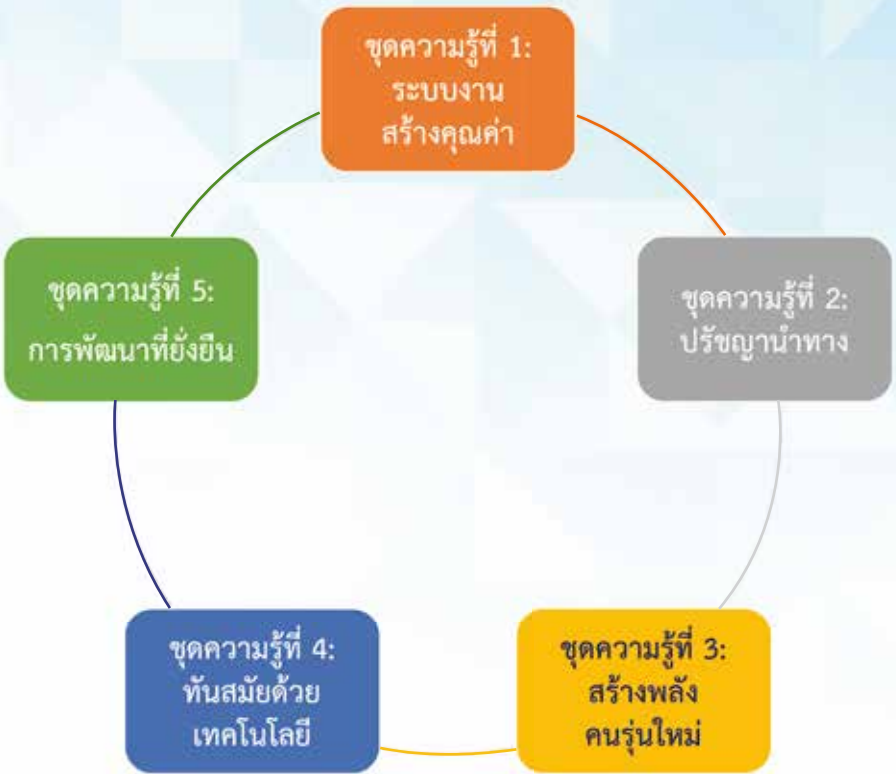 ชุดความรู้ที่ 1:
ระบบงาน
สร้างคุณค่า
ชุดความรู้ที่ 2:
ปรัชญานำทาง
ชุดความรู้ที่ 3:
สร้างพลัง
คนรุ่นใหม่
ชุดความรู้ที่ 4:
ทันสมัยด้วย
เทคโนโลยี
ชุดความรู้ที่ 5:
การพัฒนาที่ยั่งยืน